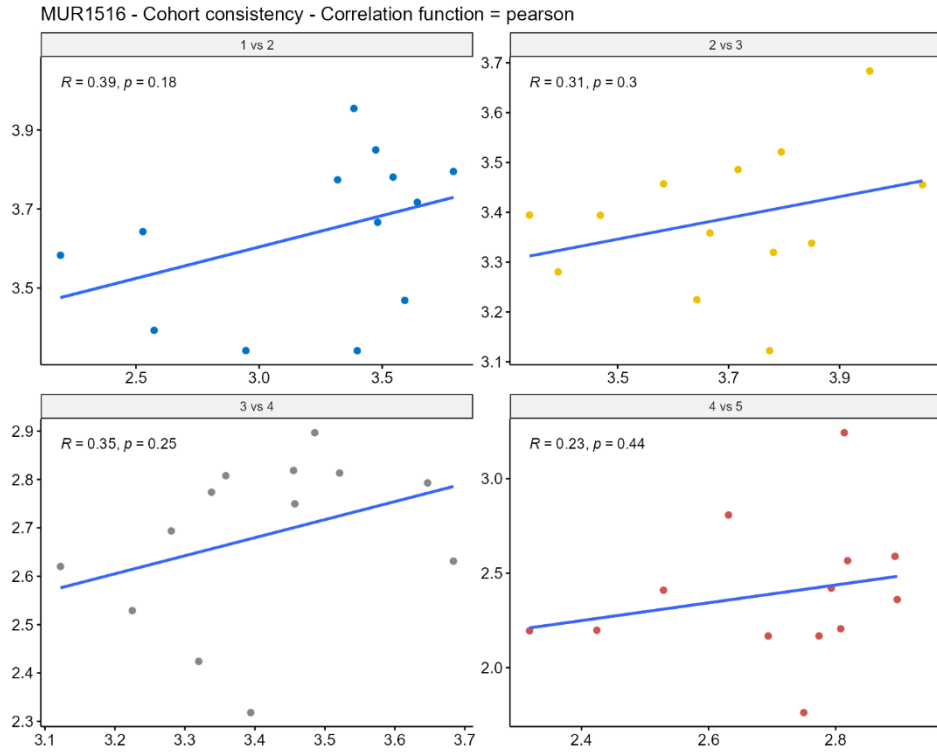 MUR1516 - Cohort consistency - Correlation function = pearson
1 vs 2
R = 0.39, p = 0.18
3.9
3.7
3.5
2.5 3.0 3.5
2 vs 3
R = 0.31, p = 0.3
3.7
3.6
3.5
3.4
3.3
3.2
3.1
3.5 3.7 3.9
3 vs 4
R = 0.35, p = 0.25
2.9
2.8
2.7
2.6
2.5
2.4
2.3
3.1 3.2 3.3 3.4 3.5 3.6 3.7
4 vs 5
R = 0.23, p = 0.44
3.0
2.5
2.0
2.4 2.6 2.8